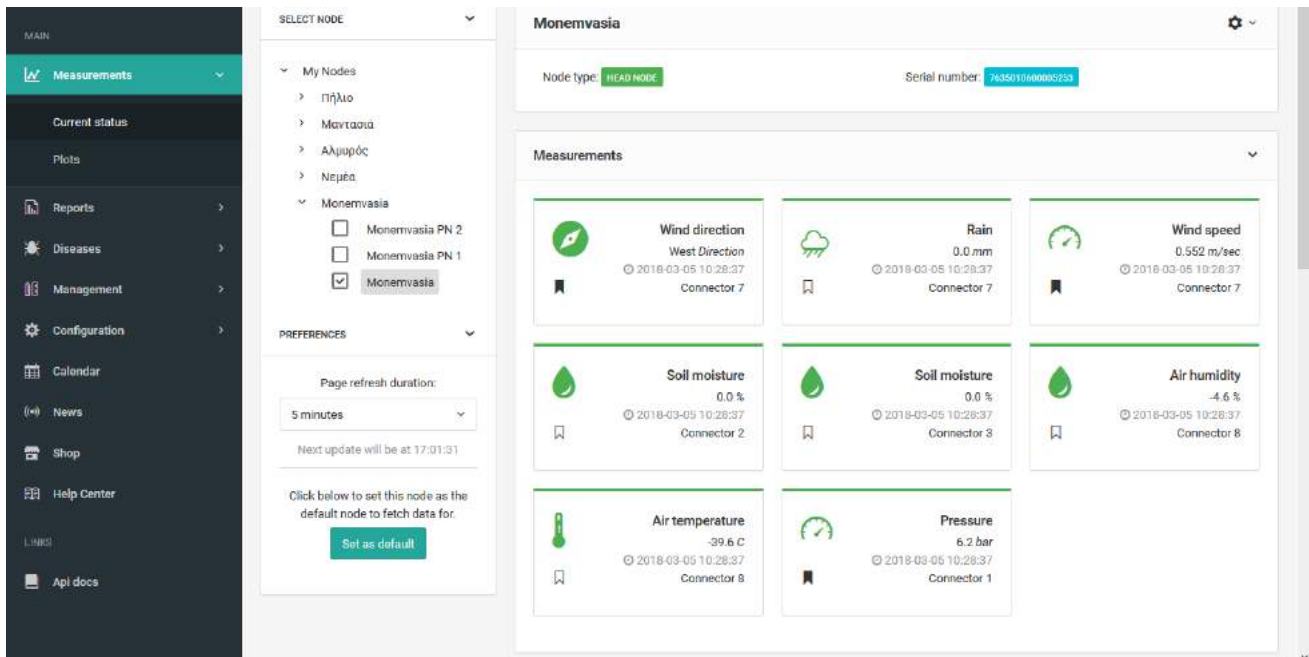 MAIN
Measurements
Current status
Plots
Reports
Diseases
Management
Configuration
Calendar
News
Shop
Help Center
LINKS
Api docs
SELECT NODE
My Nodes
Πήλιο
Μαντασιά
Αλμυρός
Νεμέα
Monemvasia
Monemvasia PN 2
Monemvasia PN 1
Monemvasia
PREFERENCES
Page refresh duration:
5 minutes
Next update will be at 17:01:31
Click below to set this node as the
default node to fetch data for.
Set as default
Monemvasia
Node type: HEAD NODE
Serial number:
Measurements
Wind direction
West Direction
2018-03-05 10:28:37
Connector 7
Rain
0.0 mm
2018-03-05 10:28:37
Connector 7
Wind speed
0.552 m/sec
2018-03-05 10:28:37
Connector 7
Soil moisture
0.0 %
2018-03-05 10:28:37
Connector 2
Soil moisture
0.0 %
2018-03-05 10:28:37
Connector 3
Air humidity
-4.6 %
2018-03-05 10:28:37
Connector 8
Air temperature
-39.6 C
2018-03-05 10:28:37
Connector 8
Pressure
6.2 bar
2018-03-05 10:28:37
Connector 1